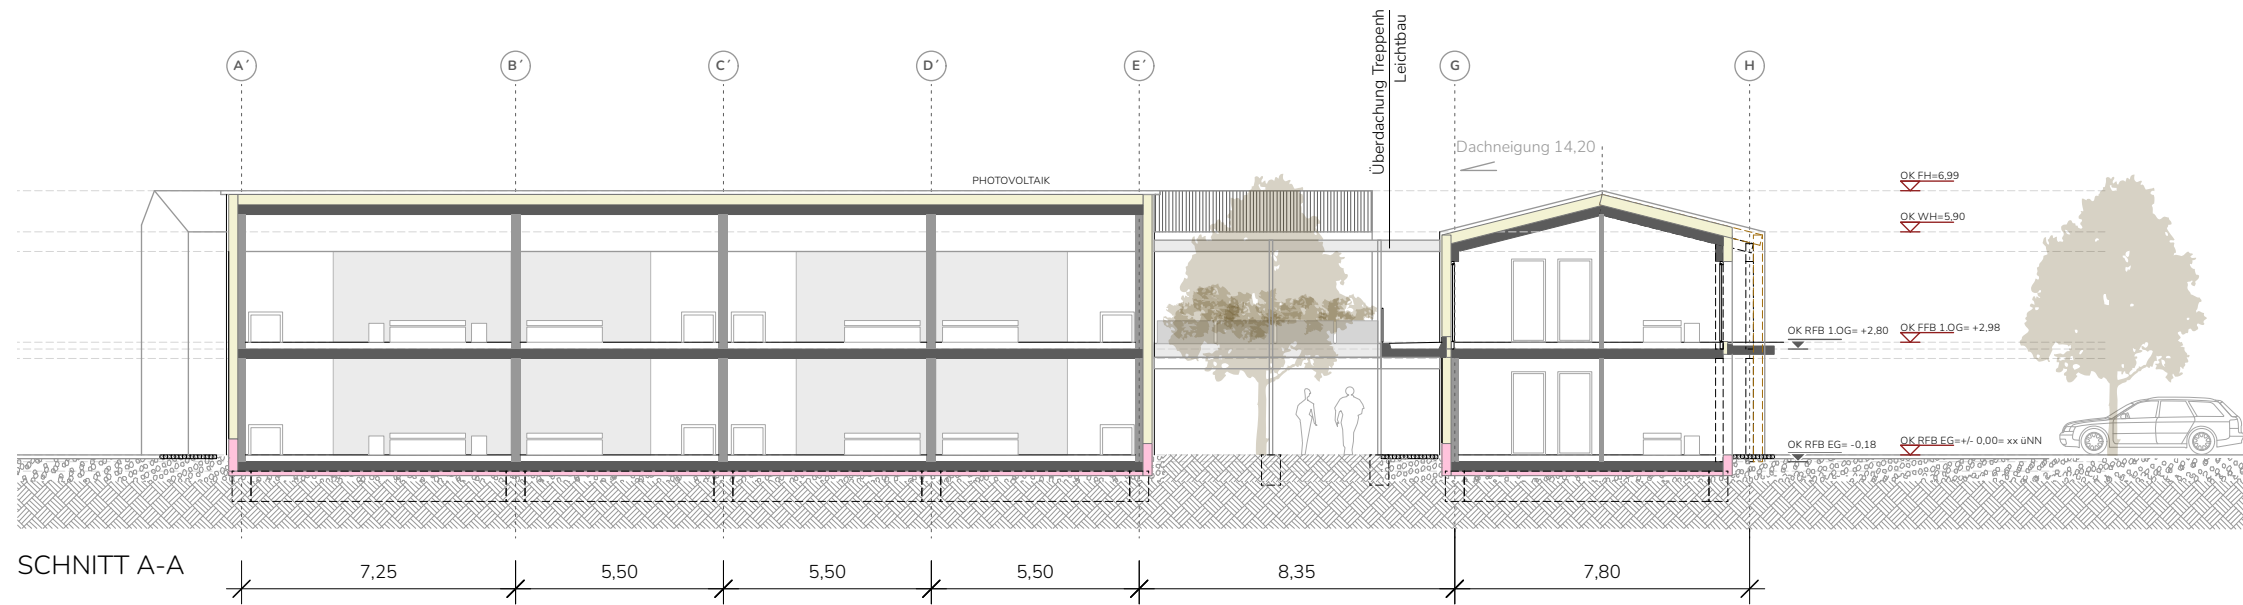 Überdachung Treppenh
Leichtbau
A´
B´
C´
D´
E´
G
H
Dachneigung 14,20
PHOTOVOLTAIK
OK FH=6,99
OK WH=5,90
OK RFB 1.OG= +2,80
OK FFB 1.OG= +2,98
OK RFB EG= -0,18
OK RFB EG=+/- 0,00= xx üNN
SCHNITT A-A
7,25
5,50
5,50
5,50
8,35
7,80